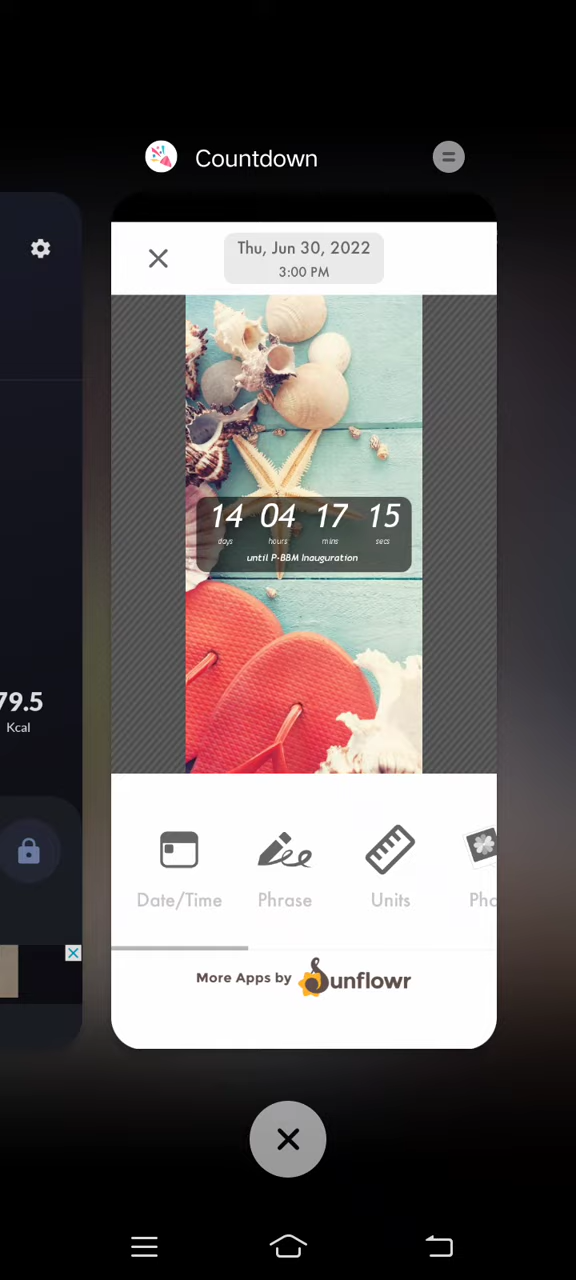 Countdown
Thu, Jun 30, 2022
3:00 PM
14 04 17 15
days hours mins secs
until P-BBM Inauguration
79.5
Kcal
Date/Time Phrase Units Pho
More Apps by Sunflowr